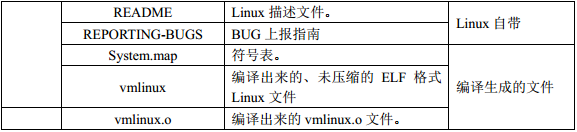 README
Linux 描述文件。
Linux 自带
REPORTING-BUGS
BUG 上报指南
System.map
符号表。
编译生成的文件
vmlinux
编译出来的、未压缩的 ELF 格式
Linux 文件
vmlinux.o
编译出来的 vmlinux.o 文件。